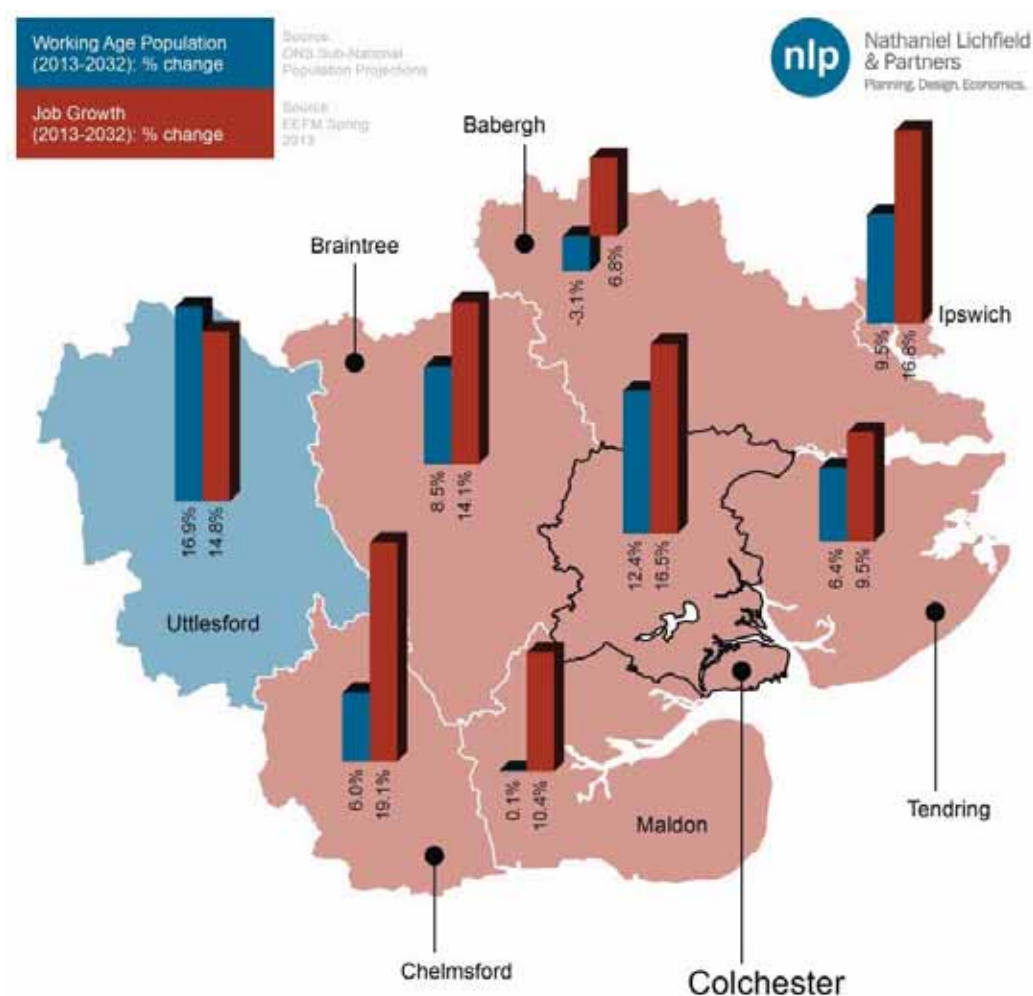 Working Age Population
(2013-2032): % change
Source:
ONS Sub-National
Population Projections
Job Growth
(2013-2032): % change
Source:
EEFM Spring
2013
nlp
Nathaniel Lichfield
& Partners
Planning. Design. Economics.
Babergh
-3.1%
6.8%
Braintree
8.5%
14.1%
Ipswich
9.5%
16.8%
16.9%
14.8%
Uttlesford
12.4%
16.5%
6.4%
9.5%
Tendring
6.0%
19.1%
Chelmsford
0.1%
10.4%
Maldon
Colchester